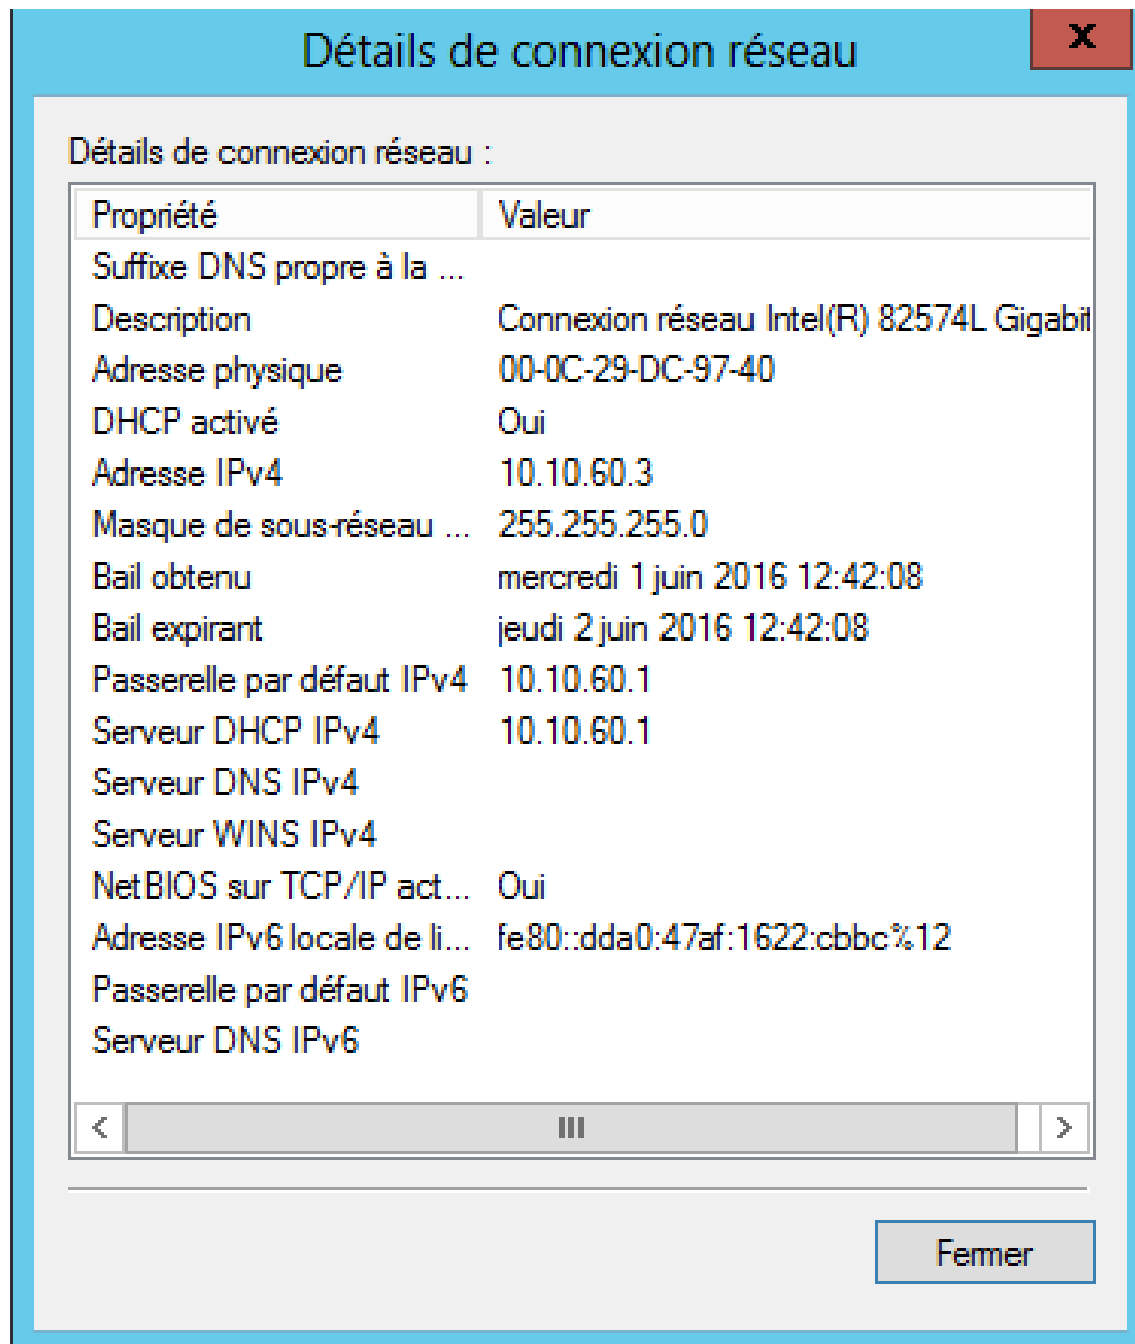 Détails de connexion réseau
x
Détails de connexion réseau :
Propriété Valeur
Suffixe DNS propre à la ...
Description Connexion réseau Intel(R) 82574L Gigabit
Adresse physique 00-0C-29-DC-97-40
DHCP activé Oui
Adresse IPv4 10.10.60.3
Masque de sous-réseau ... 255.255.255.0
Bail obtenu mercredi 1 juin 2016 12:42:08
Bail expirant jeudi 2 juin 2016 12:42:08
Passerelle par défaut IPv4 10.10.60.1
Serveur DHCP IPv4 10.10.60.1
Serveur DNS IPv4
Serveur WINS IPv4
NetBIOS sur TCP/IP act... Oui
Adresse IPv6 locale de li... fe80::dda0:47af:1622:cbbc%12
Passerelle par défaut IPv6
Serveur DNS IPv6
Fermer